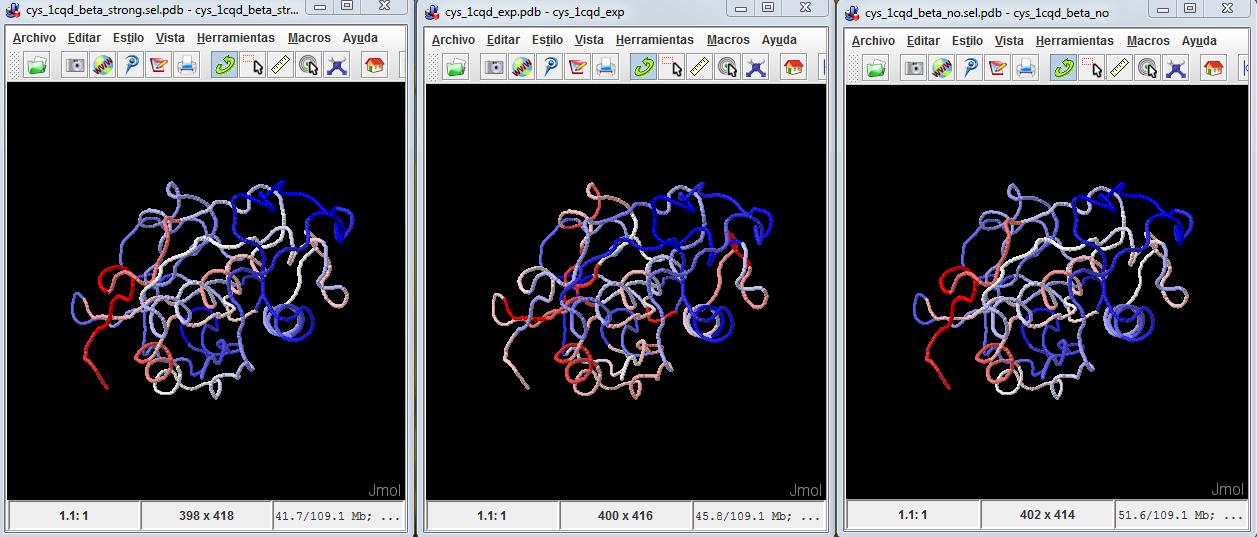 cys_1cqd_beta_strong.sel.pdb - cys_1cqd_beta_str...
Archivo Editar Estilo Vista Herramientas Macros Ayuda
Jmol
1.1: 1 398 x 418 41.7/109.1 Mb; ...
cys_1cqd_exp.pdb - cys_1cqd_exp
Archivo Editar Estilo Vista Herramientas Macros Ayuda
Jmol
1.1: 1 400 x 416 45.8/109.1 Mb; ...
cys_1cqd_beta_no.sel.pdb - cys_1cqd_beta_no
Archivo Editar Estilo Vista Herramientas Macros Ayuda
Jmol
1.1: 1 402 x 414 51.6/109.1 Mb; ...